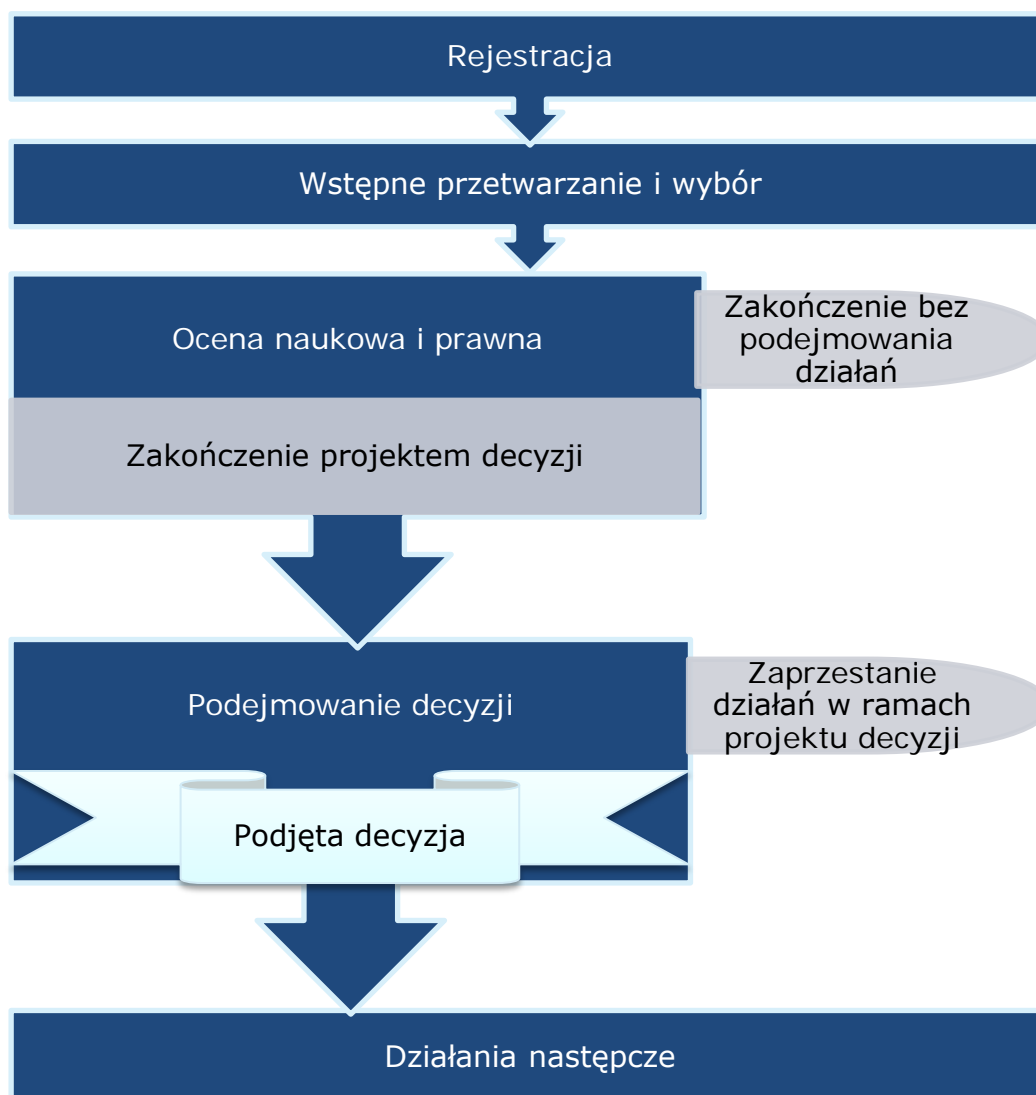 Rejestracja
Wstępne przetwarzanie i wybór
Ocena naukowa i prawna
Zakończenie bez
podejmowania
działań
Zakończenie projektem decyzji
Podejmowanie decyzji
Zaprzestanie
działań w ramach
projektu decyzji
Podjęta decyzja
Działania następcze